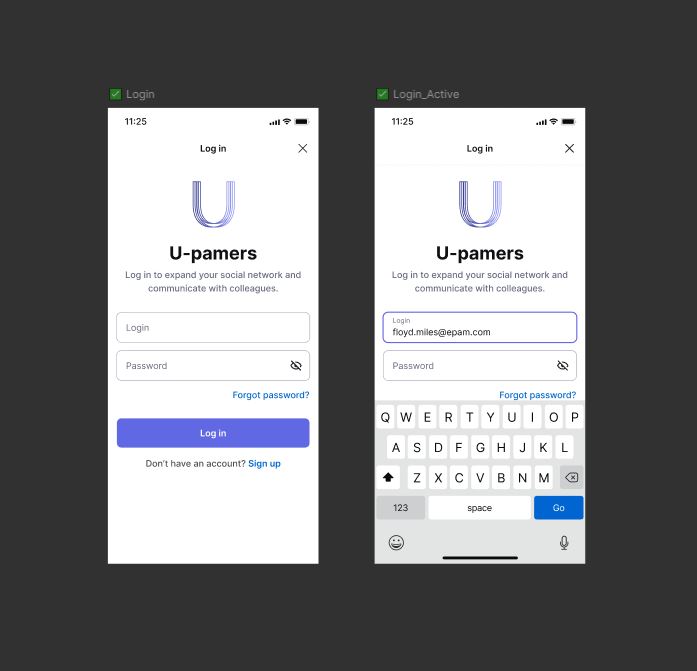 Login
11:25
Log in
U
U-pamers
Log in to expand your social network and
communicate with colleagues.
Login
Password
Forgot password?
Log in
Don't have an account? Sign up
Login_Active
11:25
Log in
U
U-pamers
Log in to expand your social network and
communicate with colleagues.
Login
floyd.miles@epam.com
Password
Forgot password?
Q W E R T Y U I O P
A S D F G H J K L
Z X C V B N M
123 space Go